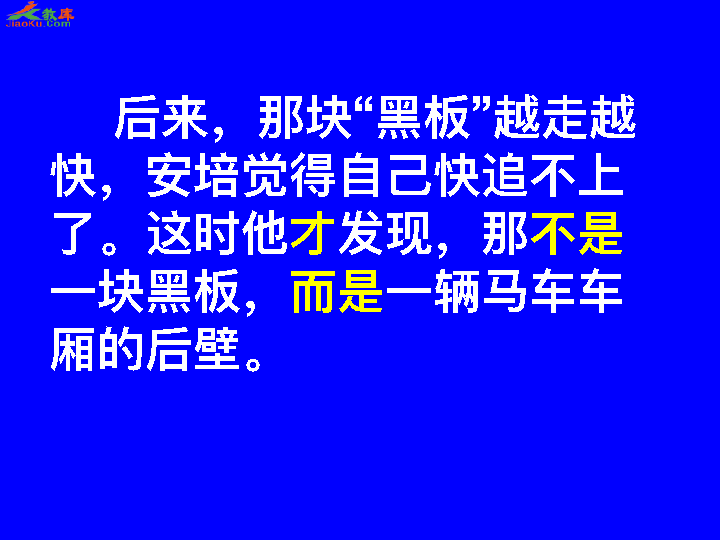 教库
JiaoKu.Com
后来，那块“黑板”越走越
快，安培觉得自己快追不上
了。这时他才发现，那不是
一块黑板，而是一辆马车车
厢的后壁。